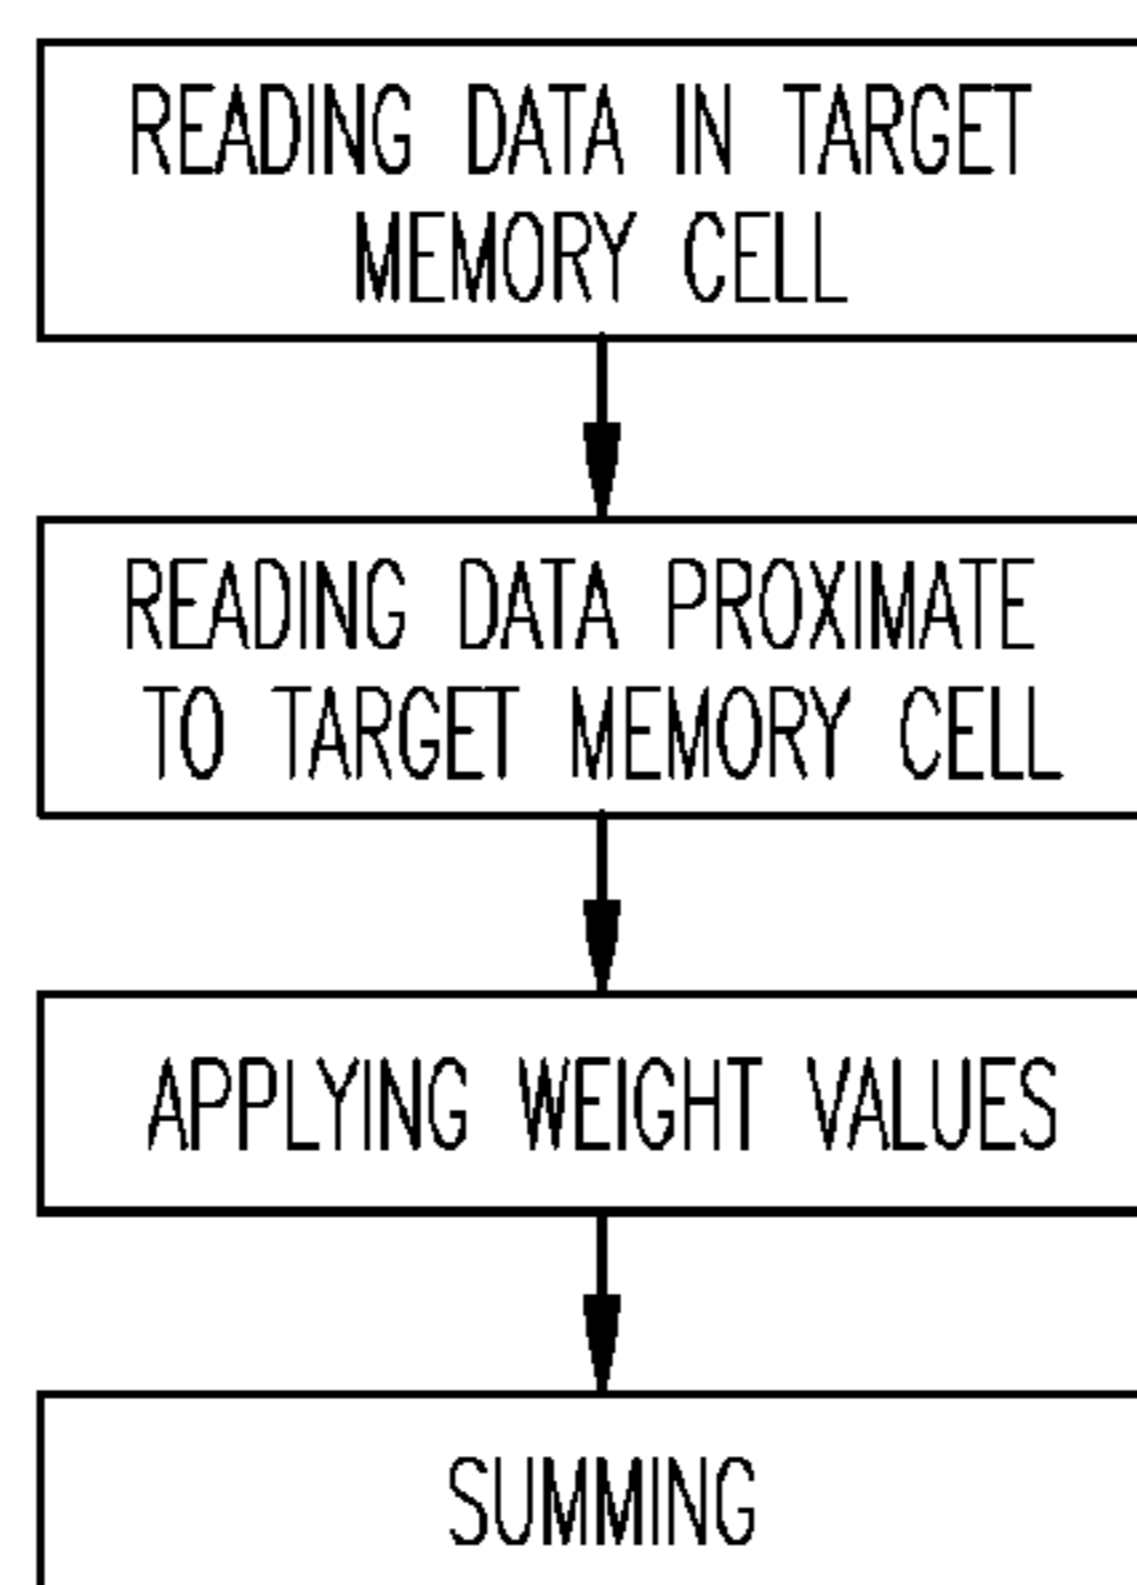 READING DATA IN TARGET
MEMORY CELL
READING DATA PROXIMATE
TO TARGET MEMORY CELL
APPLYING WEIGHT VALUES
SUMMING